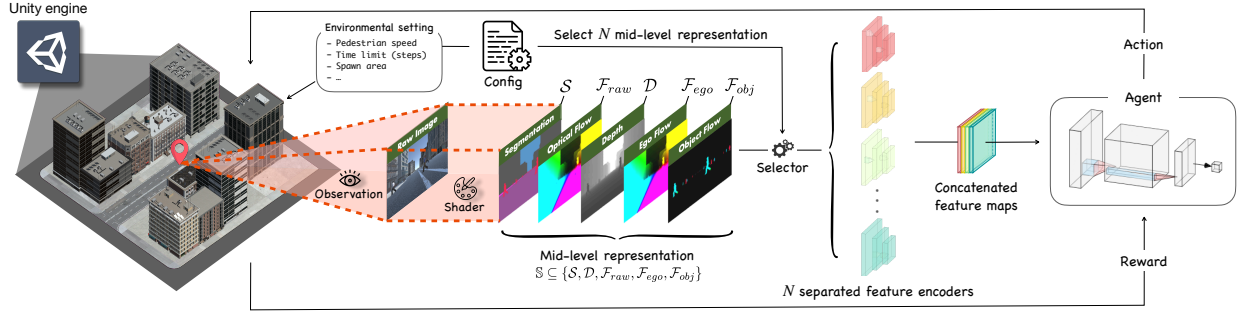 Unity engine
Environmental setting
– Pedestrian speed
– Time limit (steps)
– Spawn area
– …
Config
Select N mid-level representation
Action
Agent
Reward
Observation
Raw Image
Shader
Segmentation
Optical Flow
Depth
Ego Flow
Object Flow
𝒮
ℱ_raw
𝒟
ℱ_ego
ℱ_obj
Selector
Mid-level representation
𝕊 ⊆ {𝒮, 𝒟, ℱ_raw, ℱ_ego, ℱ_obj}
Concatenated
feature maps
N separated feature encoders